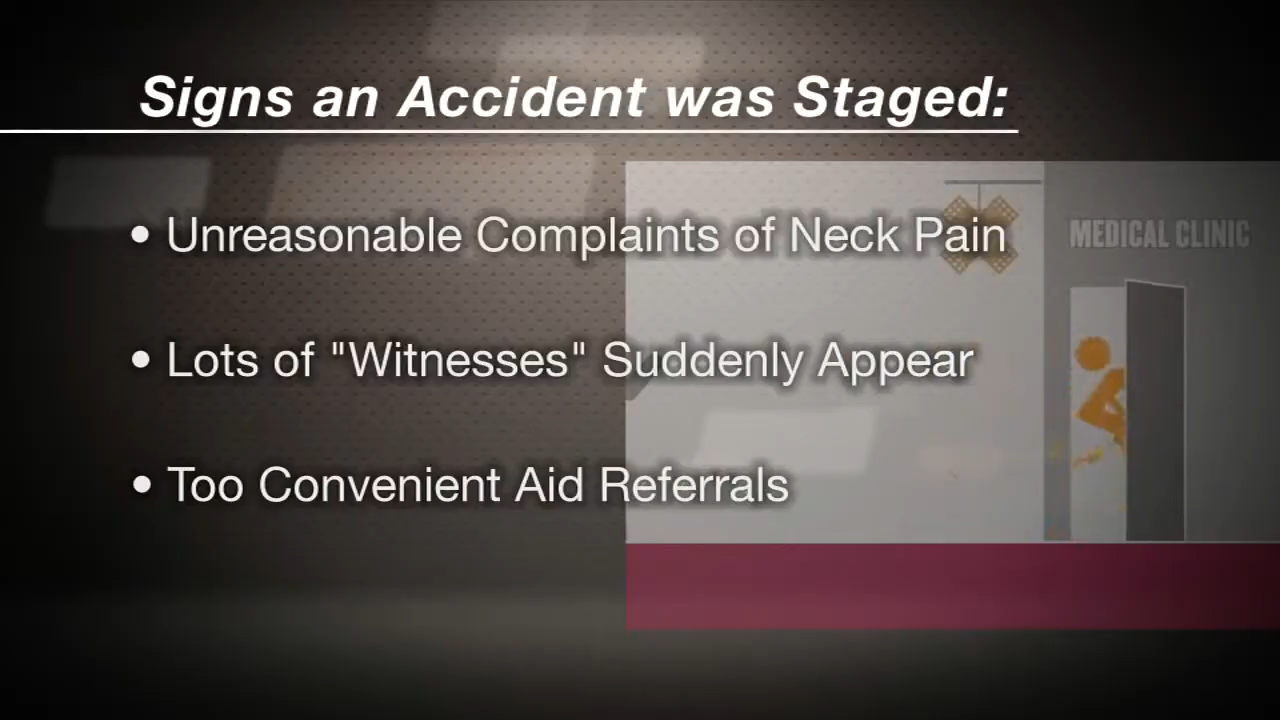 Signs an Accident was Staged:
• Unreasonable Complaints of Neck Pain
MEDICAL CLINIC
• Lots of "Witnesses" Suddenly Appear
• Too Convenient Aid Referrals